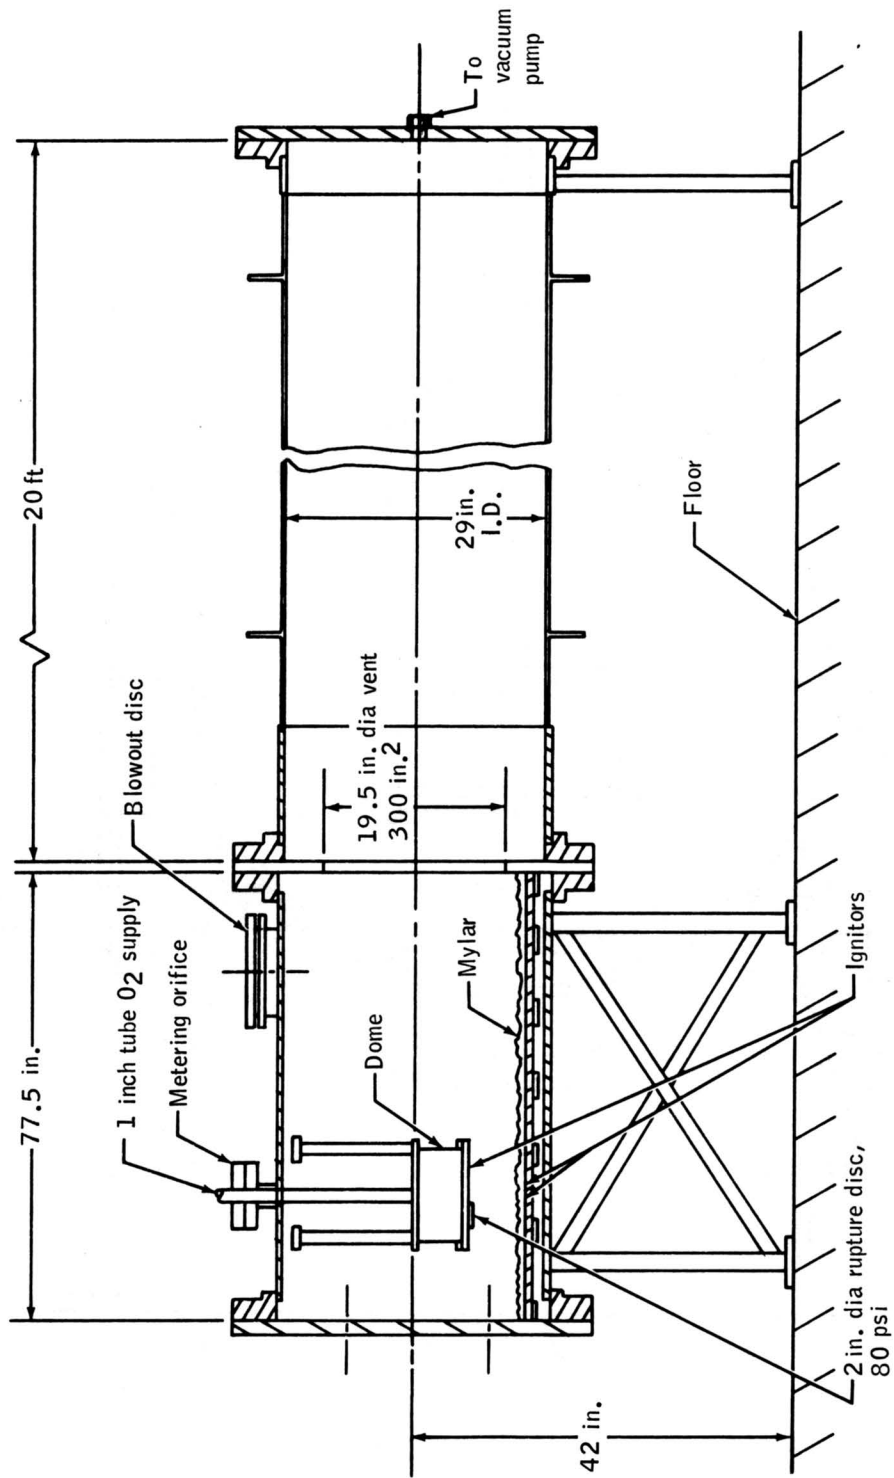 20 ft
77.5 in.
1 inch tube O2 supply
Metering orifice
Blowout disc
To
vacuum
pump
Dome
19.5 in. dia vent
300 in.2
29 in.
I.D.
Mylar
Floor
Ignitors
2 in. dia rupture disc,
80 psi
42 in.